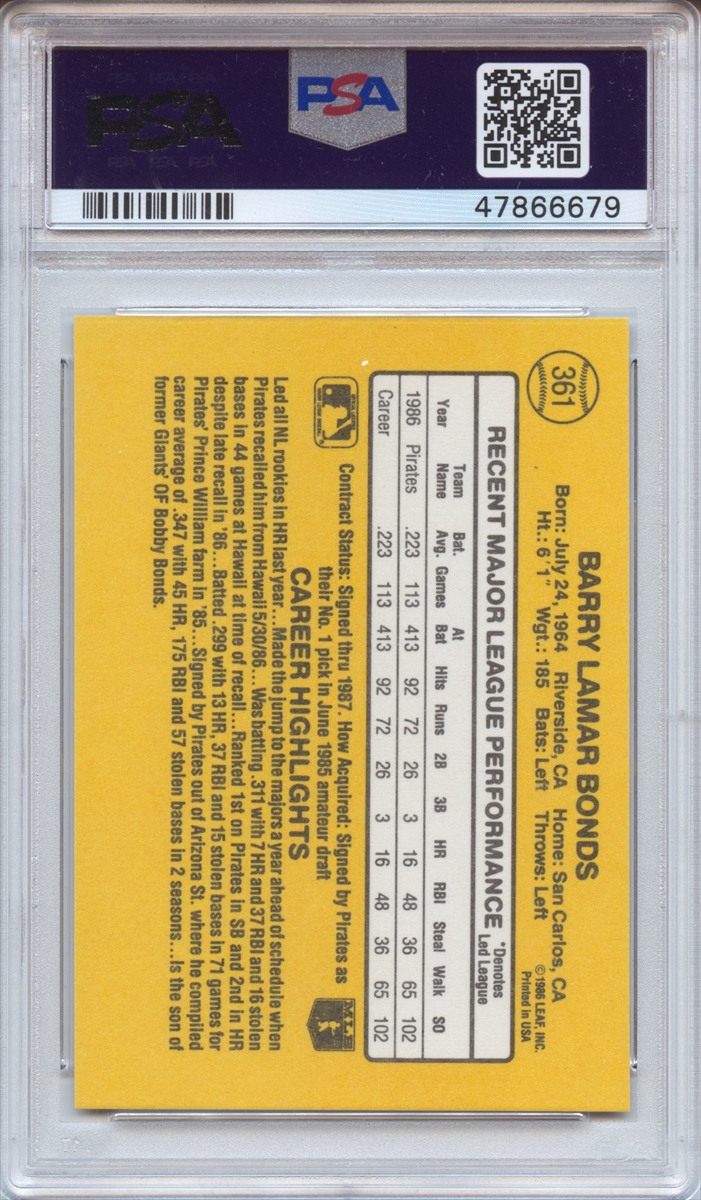 PSA PSA PSA
PSA
PSA PSA PSA
PSA
47866679
361
BARRY LAMAR BONDS
Born: July 24, 1964 Riverside, CA Home: San Carlos, CA
Ht.: 6'1" Wgt.: 185 Bats: Left Throws: Left
©1986 LEAF, INC.
Printed in USA
RECENT MAJOR LEAGUE PERFORMANCE *Denotes Led League
Year Team Name Bat. Avg. Games At Bat Hits Runs 2B 3B HR RBI Steal Walk SO
1986 Pirates .223 113 413 92 72 26 3 16 48 36 65 102
Career .223 113 413 92 72 26 3 16 48 36 65 102
Contract Status: Signed thru 1987. How Acquired: Signed by Pirates as
their No. 1 pick in June 1985 amateur draft
MLB
CAREER HIGHLIGHTS
Led all NL rookies in HR last year...Made the jump to the majors a year ahead of schedule when
Pirates recalled him from Hawaii 5/30/86...Was batting .311 with 7 HR and 37 RBI and 16 stolen
bases in 44 games at Hawaii at time of recall...Ranked 1st on Pirates in SB and 2nd in HR
despite late recall in '86...Batted .299 with 13 HR, 37 RBI and 15 stolen bases in 71 games for
Pirates' Prince William farm in '85...Signed by Pirates out of Arizona St. where he compiled
career average of .347 with 45 HR, 175 RBI and 57 stolen bases in 2 seasons...Is the son of
former Giants' OF Bobby Bonds.